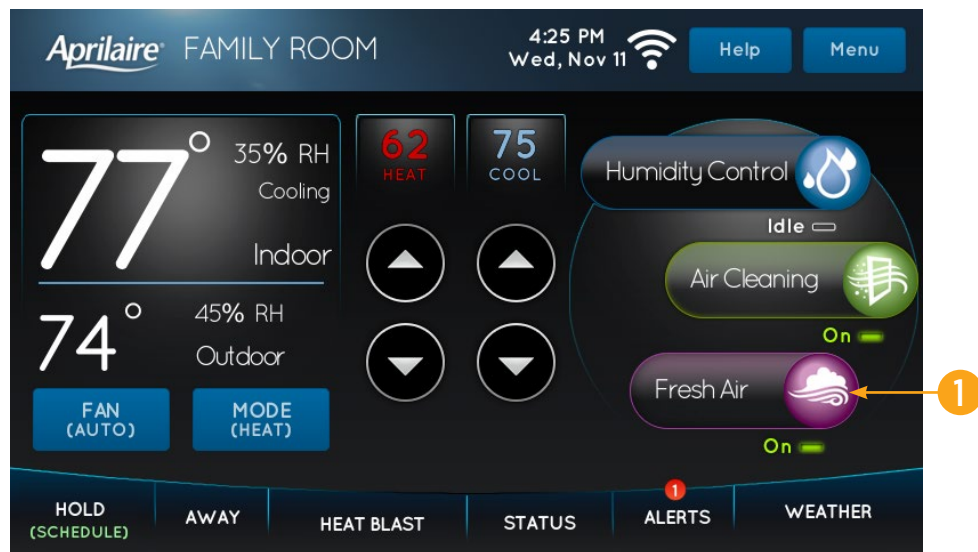 Aprilaire® FAMILY ROOM
4:25 PM
Wed, Nov 11
Help
Menu
77°
35% RH
Cooling
Indoor
74°
45% RH
Outdoor
FAN
(AUTO)
MODE
(HEAT)
62
HEAT
75
COOL
Humidity Control
Idle
Air Cleaning
On
Fresh Air
On
1
HOLD
(SCHEDULE)
AWAY
HEAT BLAST
STATUS
1
ALERTS
WEATHER